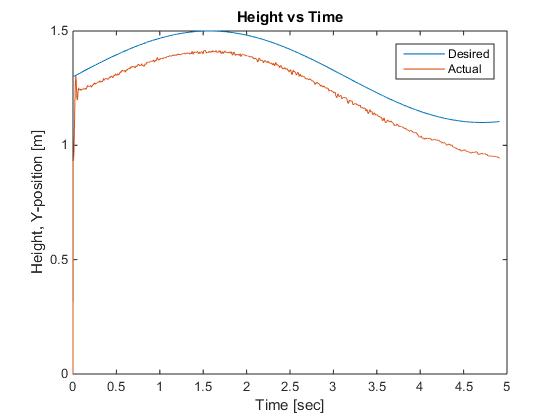 Height vs Time
Desired
Actual
Height, Y-position [m]
1.5
1
0.5
0
0 0.5 1 1.5 2 2.5 3 3.5 4 4.5 5
Time [sec]